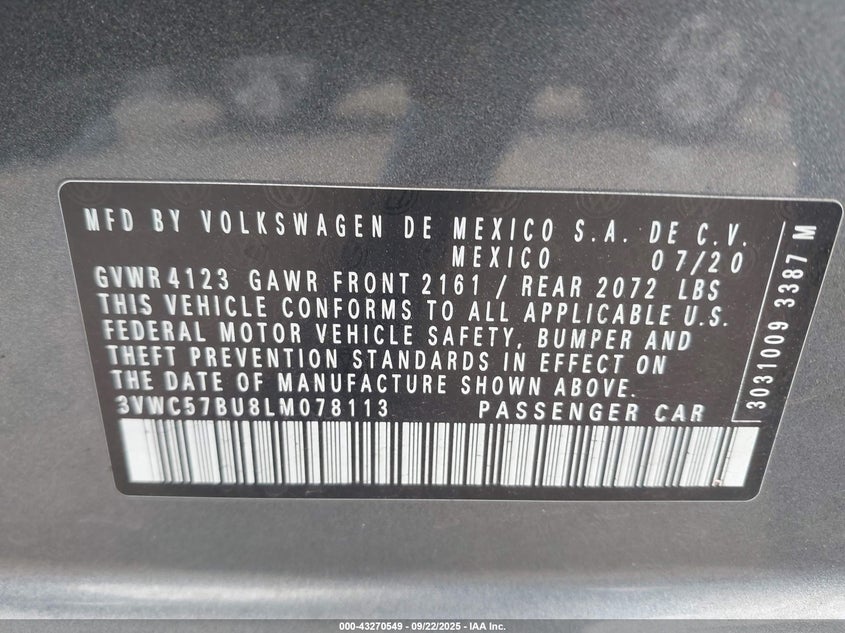 MFD BY VOLKSWAGEN DE MEXICO S.A. DE C.V.
MEXICO 07/20
GVWR 4123 GAWR FRONT 2161 / REAR 2072 LBS
THIS VEHICLE CONFORMS TO ALL APPLICABLE U.S.
FEDERAL MOTOR VEHICLE SAFETY, BUMPER AND
THEFT PREVENTION STANDARDS IN EFFECT ON
THE DATE OF MANUFACTURE SHOWN ABOVE.
3VWC57BU8LM078113 PASSENGER CAR
3031009 3387 M
000-43270549 - 09/22/2025 - IAA Inc.